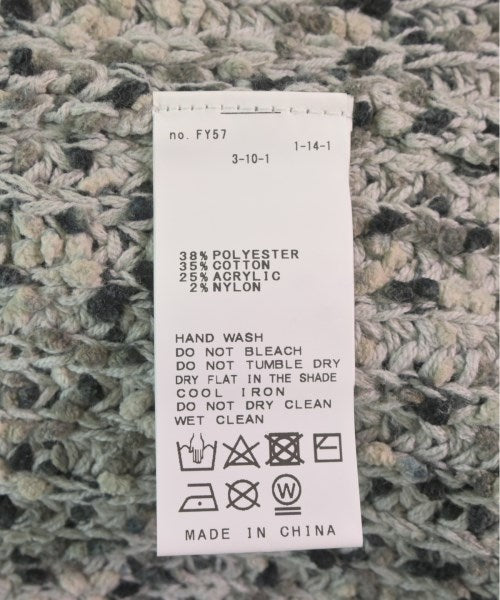 no. FY57
1-14-1
3-10-1
38% POLYESTER
35% COTTON
25% ACRYLIC
2% NYLON
HAND WASH
DO NOT BLEACH
DO NOT TUMBLE DRY
DRY FLAT IN THE SHADE
COOL IRON
DO NOT DRY CLEAN
WET CLEAN
W
MADE IN CHINA